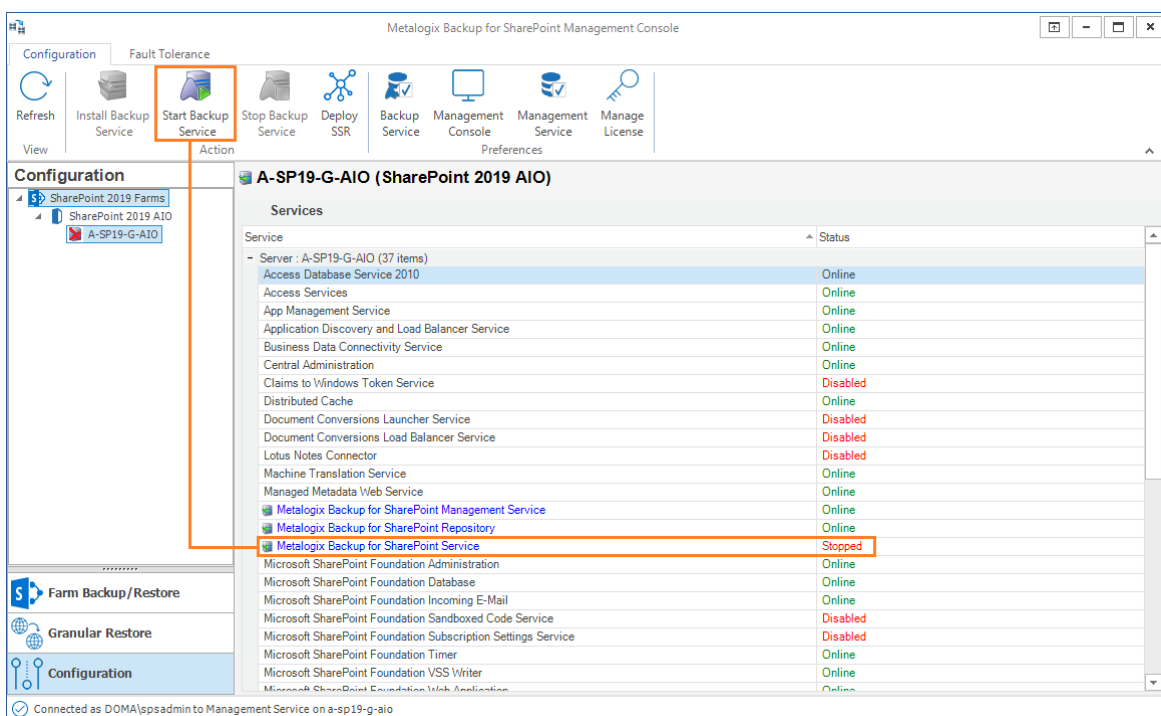 Metalogix Backup for SharePoint Management Console
Configuration Fault Tolerance
Refresh
Install Backup Service
Start Backup Service
Stop Backup Service
Deploy SSR
Backup Service
Management Console
Management Service
Manage License
View Action Preferences
Configuration
SharePoint 2019 Farms
SharePoint 2019 AIO
A-SP19-G-AIO
A-SP19-G-AIO (SharePoint 2019 AIO)
Services
Service Status
Server : A-SP19-G-AIO (37 items)
Access Database Service 2010 Online
Access Services Online
App Management Service Online
Application Discovery and Load Balancer Service Online
Business Data Connectivity Service Online
Central Administration Online
Claims to Windows Token Service Disabled
Distributed Cache Online
Document Conversions Launcher Service Disabled
Document Conversions Load Balancer Service Disabled
Lotus Notes Connector Disabled
Machine Translation Service Online
Managed Metadata Web Service Online
Metalogix Backup for SharePoint Management Service Online
Metalogix Backup for SharePoint Repository Online
Metalogix Backup for SharePoint Service Stopped
Microsoft SharePoint Foundation Administration Online
Microsoft SharePoint Foundation Database Online
Microsoft SharePoint Foundation Incoming E-Mail Online
Microsoft SharePoint Foundation Sandboxed Code Service Disabled
Microsoft SharePoint Foundation Subscription Settings Service Disabled
Microsoft SharePoint Foundation Timer Online
Microsoft SharePoint Foundation VSS Writer Online
Microsoft SharePoint Foundation Web Application Online
Farm Backup/Restore
Granular Restore
Configuration
Connected as DOMA\spsadmin to Management Service on a-sp19-g-aio